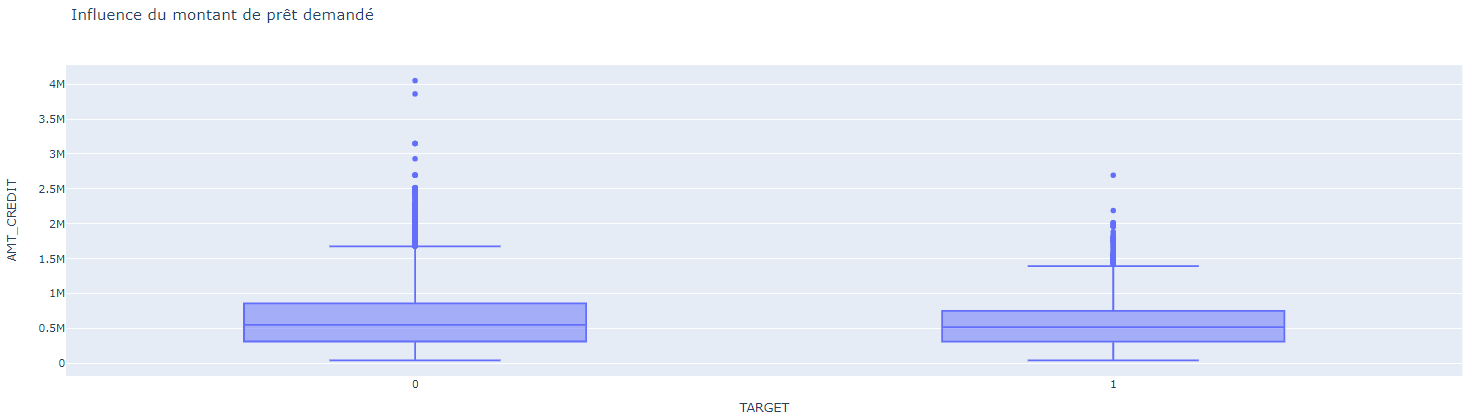 Influence du montant de prêt demandé
4M
3.5M
3M
2.5M
2M
1.5M
1M
0.5M
0
AMT_CREDIT
0
1
TARGET